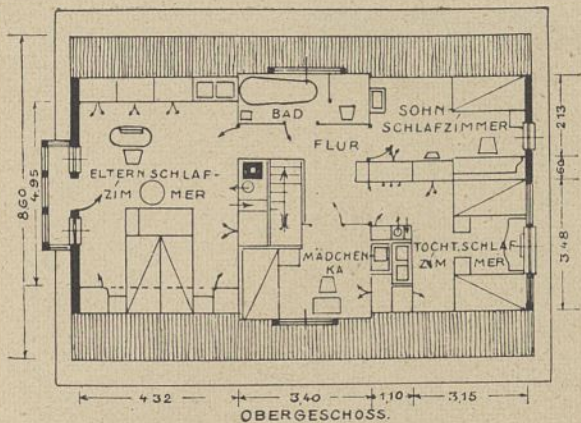 BAD
SOHN-
SCHLAFZIMMER
FLUR
ELTERN SCHLAF-
ZIM MER
MÄDCHEN
KA
TOCHT. SCHLAF
ZIM MER
8.60
4.95
2.13
60
3.48
4.32
3.40
1.10
3.15
OBERGESCHOSS.